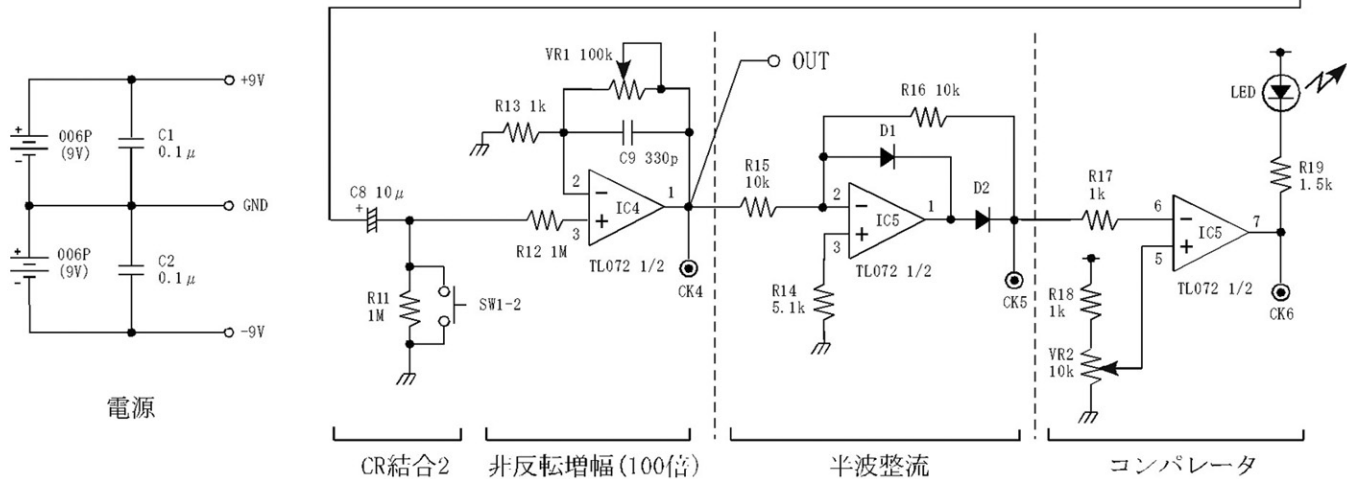 +9V
006P
(9V)
C1
0.1μ
GND
006P
(9V)
C2
0.1μ
-9V
電源
C8 10μ
R11
1M
SW1-2
CR結合2
VR1 100k
R13 1k
C9 330p
2
3
1
IC4
R12 1M
TL072 1/2
CK4
非反転増幅(100倍)
OUT
R16 10k
D1
R15
10k
2
3
1
IC5
D2
TL072 1/2
R14
5.1k
CK5
半波整流
LED
R19
1.5k
R17
1k
6
5
7
IC5
TL072 1/2
R18
1k
VR2
10k
CK6
コンパレータ